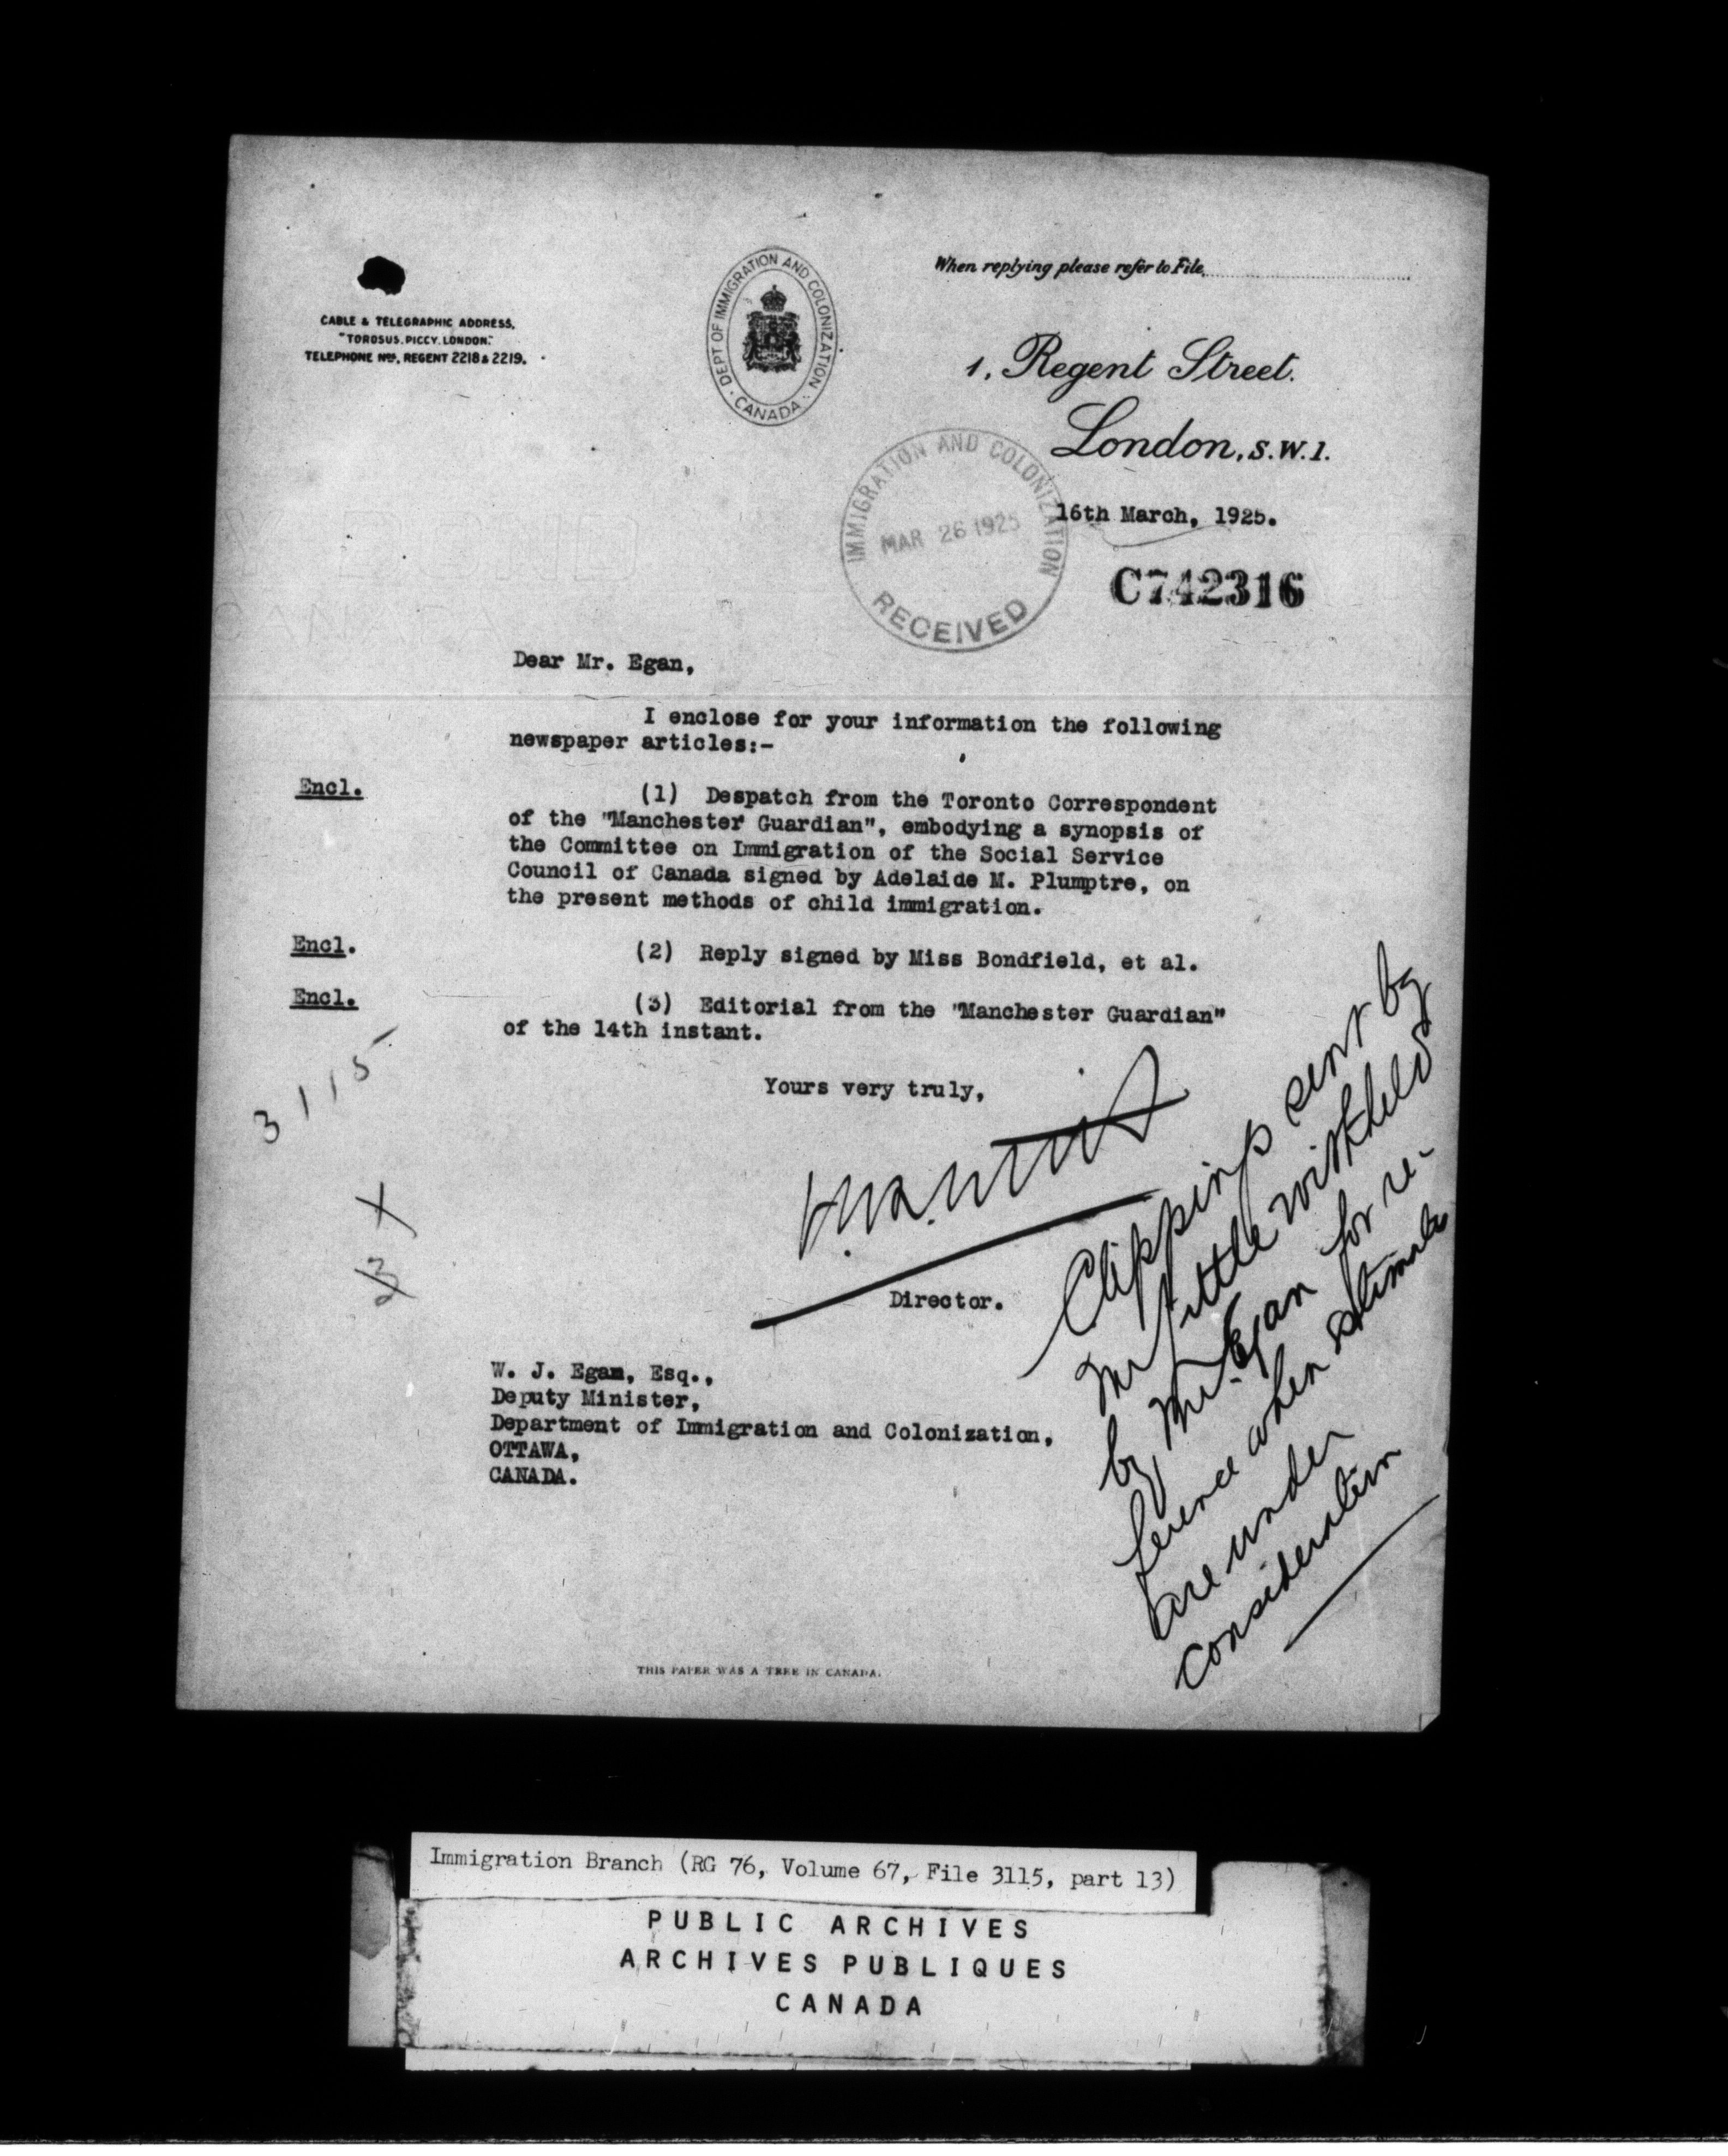 When replying please refer to File
CABLE & TELEGRAPHIC ADDRESS,
"TOROSUS. PICCY. LONDON."
TELEPHONE Nos. REGENT 2218 & 2219.
DEPT OF IMMIGRATION AND COLONIZATION
CANADA
1, Regent Street.
London, S.W.1.
IMMIGRATION AND COLONIZATION
MAR 26 1925
RECEIVED
16th March, 1925.
C742316
Dear Mr. Egan,
I enclose for your information the following
newspaper articles:-
Encl.
(1) Despatch from the Toronto Correspondent
of the "Manchester Guardian", embodying a synopsis of
the Committee on Immigration of the Social Service
Council of Canada signed by Adelaide M. Plumptre, on
the present methods of child immigration.
Encl.
(2) Reply signed by Miss Bondfield, et al.
Encl.
(3) Editorial from the "Manchester Guardian"
of the 14th instant.
3115
Yours very truly,
Director.
Clippings sent by
Mr Little withheld
by Mr. Egan for re-
ference when estimates
are under
consideration
W. J. Egan, Esq.,
Deputy Minister,
Department of Immigration and Colonization,
OTTAWA,
CANADA.
THIS PAPER WAS A TREE IN CANADA.
Immigration Branch (RG 76, Volume 67, File 3115, part 13)
PUBLIC ARCHIVES
ARCHIVES PUBLIQUES
CANADA